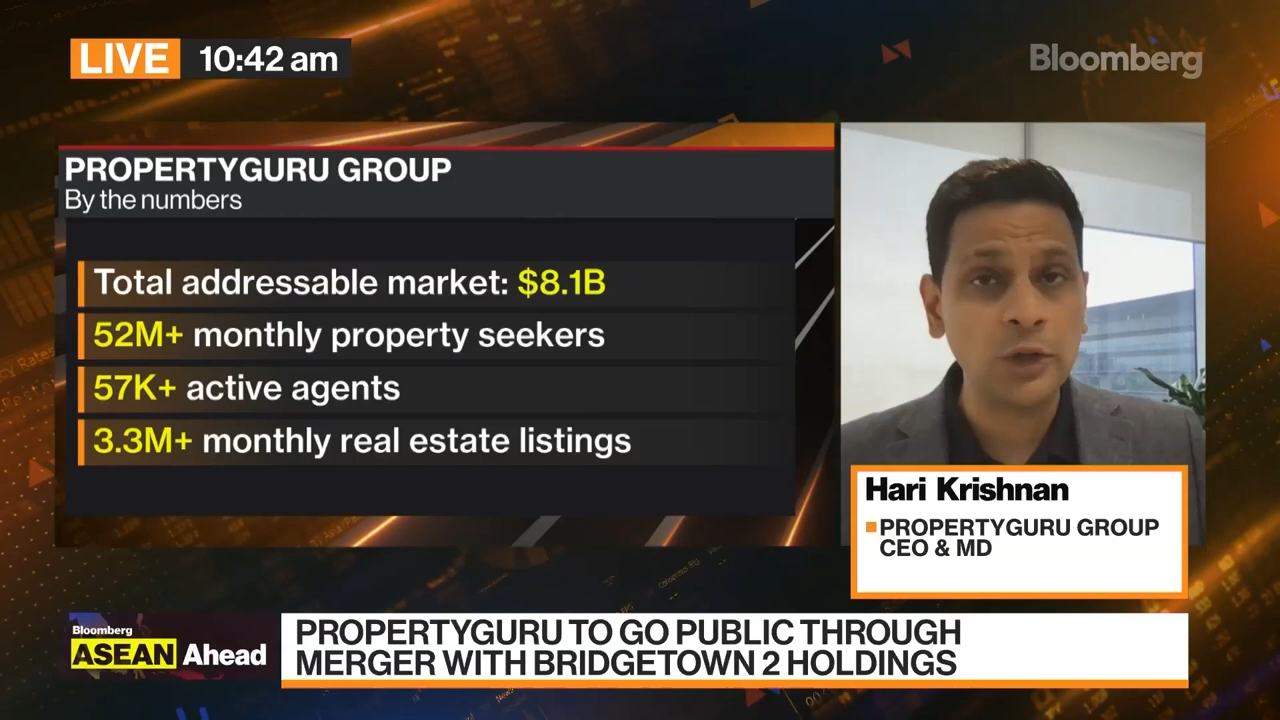 LIVE 10:42 am
Bloomberg
PROPERTYGURU GROUP
By the numbers
Total addressable market: $8.1B
52M+ monthly property seekers
57K+ active agents
3.3M+ monthly real estate listings
Hari Krishnan
PROPERTYGURU GROUP
CEO & MD
Bloomberg
ASEAN Ahead
PROPERTYGURU TO GO PUBLIC THROUGH
MERGER WITH BRIDGETOWN 2 HOLDINGS